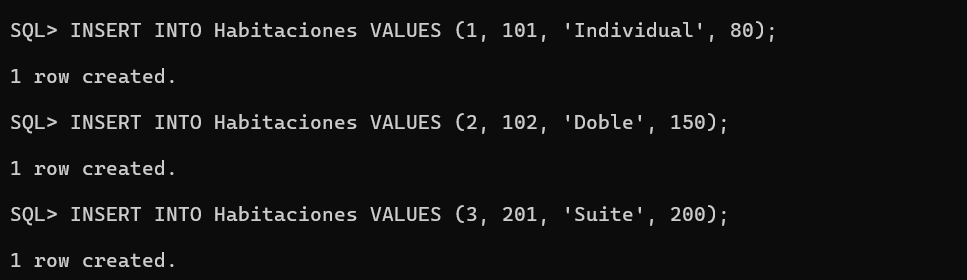 SQL> INSERT INTO Habitaciones VALUES (1, 101, 'Individual', 80);
1 row created.
SQL> INSERT INTO Habitaciones VALUES (2, 102, 'Doble', 150);
1 row created.
SQL> INSERT INTO Habitaciones VALUES (3, 201, 'Suite', 200);
1 row created.